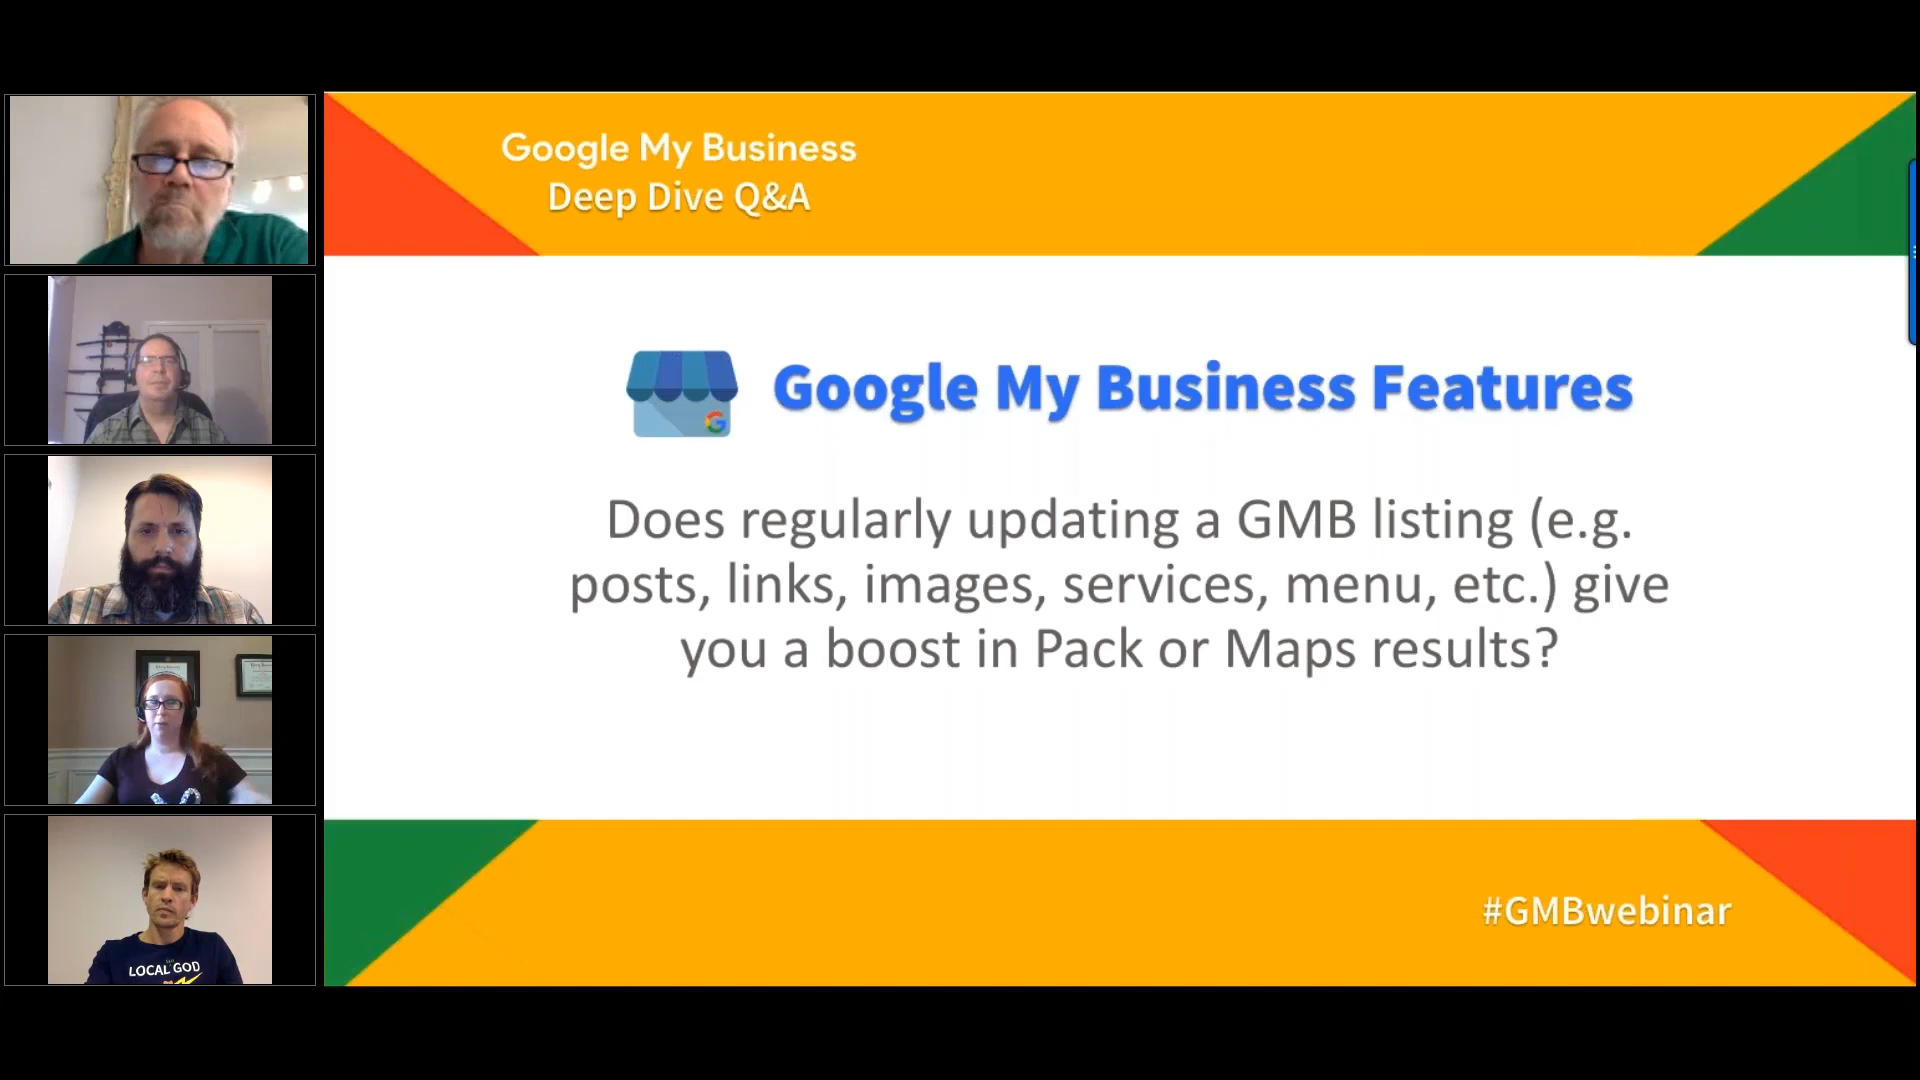 Google My Business
Deep Dive Q&A
Google My Business Features
G
Does regularly updating a GMB listing (e.g.
posts, links, images, services, menu, etc.) give
you a boost in Pack or Maps results?
LOCAL GOD
#GMBwebinar